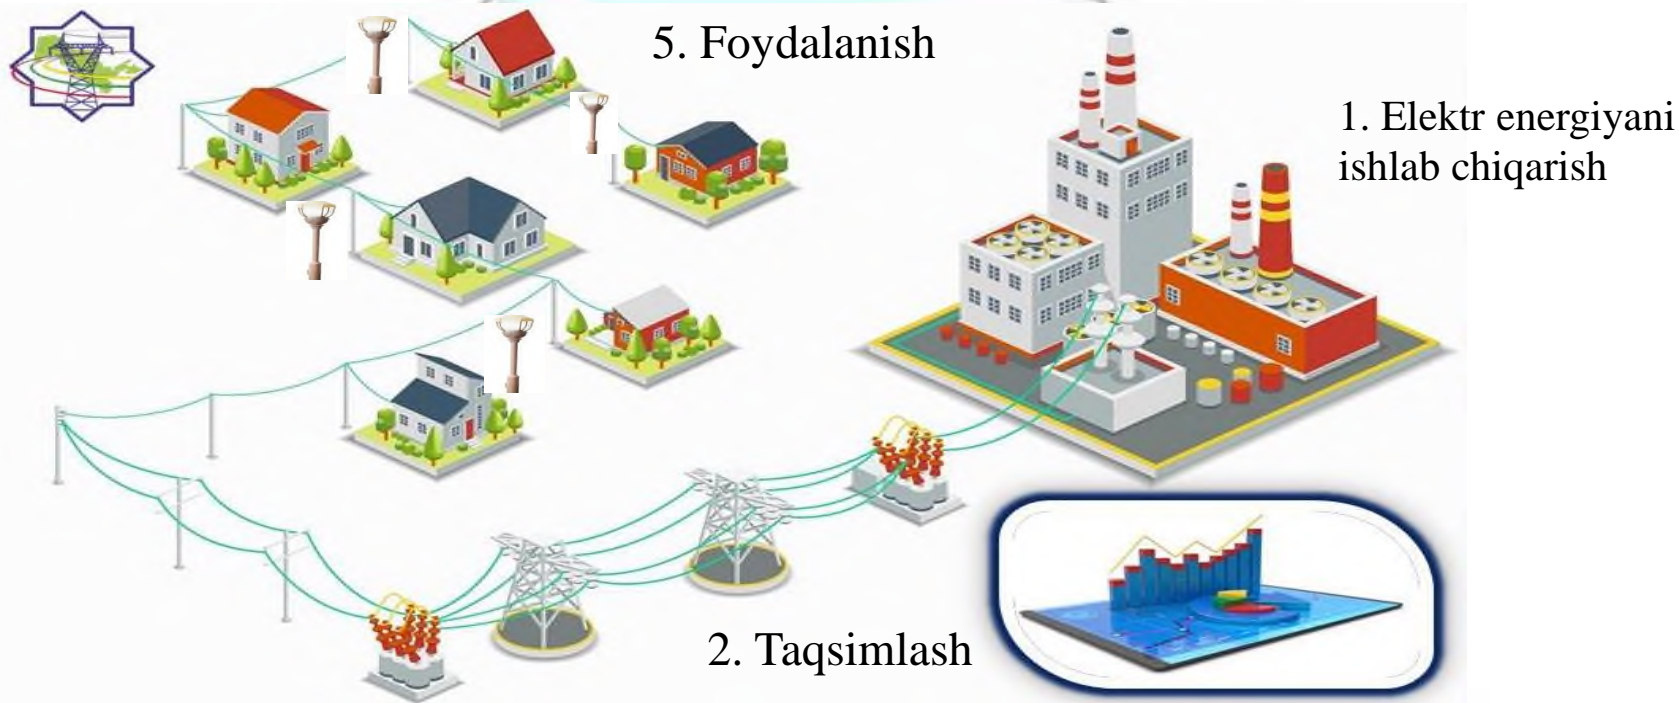 5. Foydalanish
1. Elektr energiyani
ishlab chiqarish
2. Taqsimlash